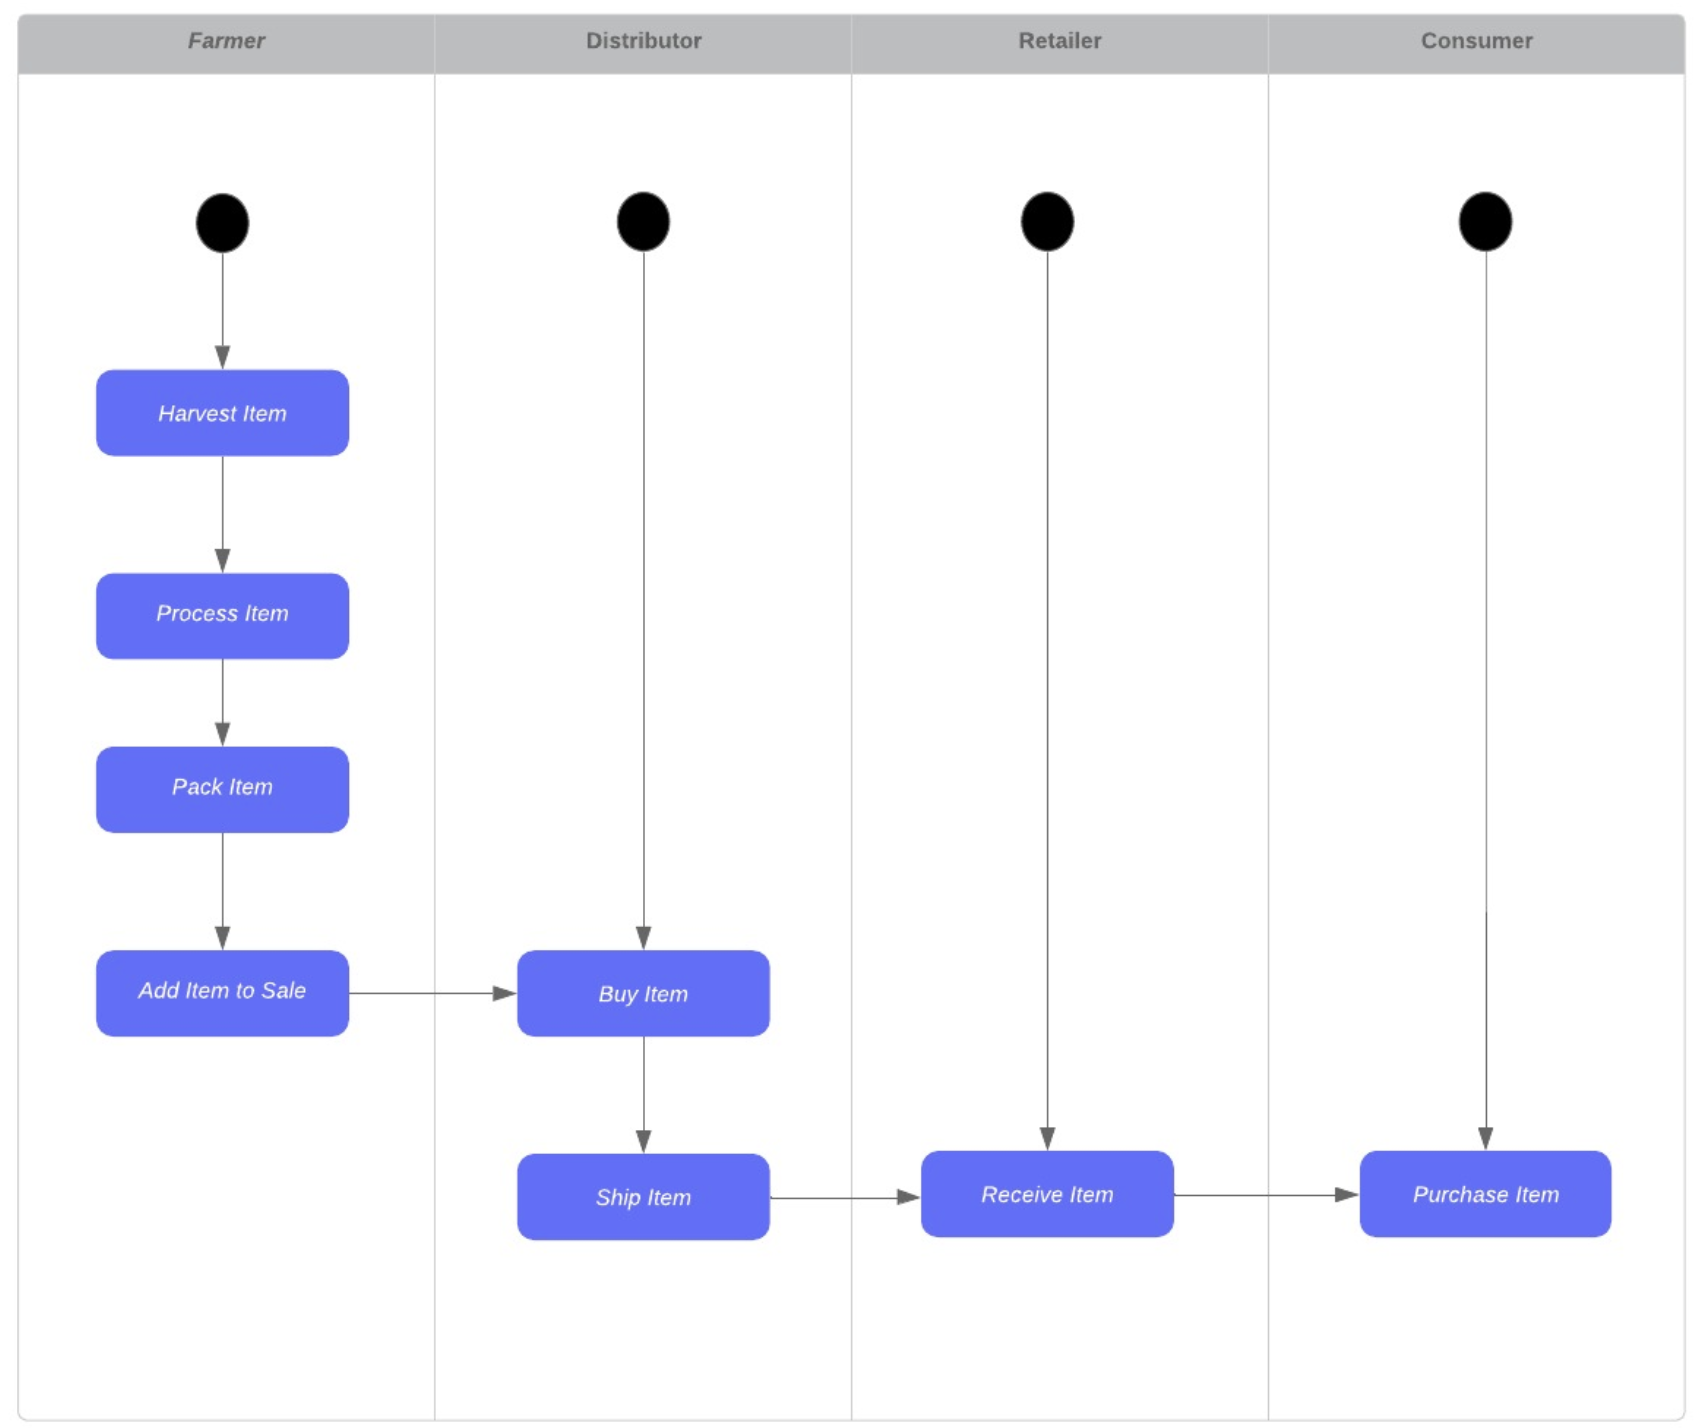 Farmer
Distributor
Retailer
Consumer
Harvest Item
Process Item
Pack Item
Add Item to Sale
Buy Item
Ship Item
Receive Item
Purchase Item